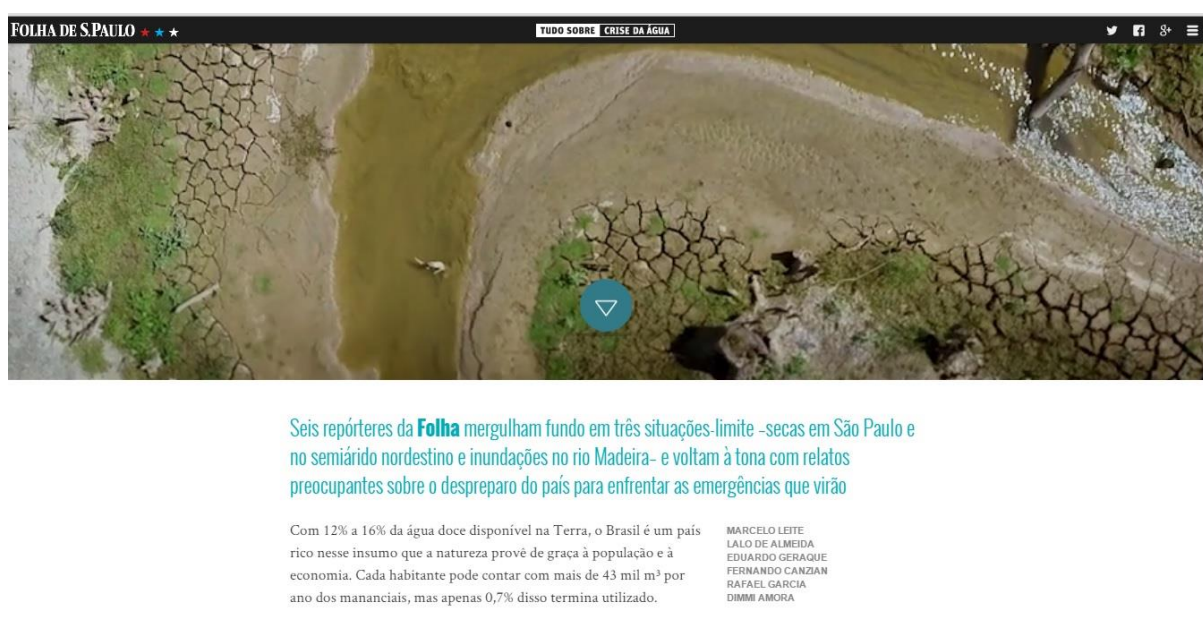 FOLHA DE S.PAULO
TUDO SOBRE CRISE DA ÁGUA
Seis repórteres da Folha mergulham fundo em três situações-limite –secas em São Paulo e
no semiárido nordestino e inundações no rio Madeira– e voltam à tona com relatos
preocupantes sobre o despreparo do país para enfrentar as emergências que virão
Com 12% a 16% da água doce disponível na Terra, o Brasil é um país
rico nesse insumo que a natureza provê de graça à população e à
economia. Cada habitante pode contar com mais de 43 mil m³ por
ano dos mananciais, mas apenas 0,7% disso termina utilizado.
MARCELO LEITE
LALO DE ALMEIDA
EDUARDO GERAQUE
FERNANDO CANZIAN
RAFAEL GARCIA
DIMMI AMORA